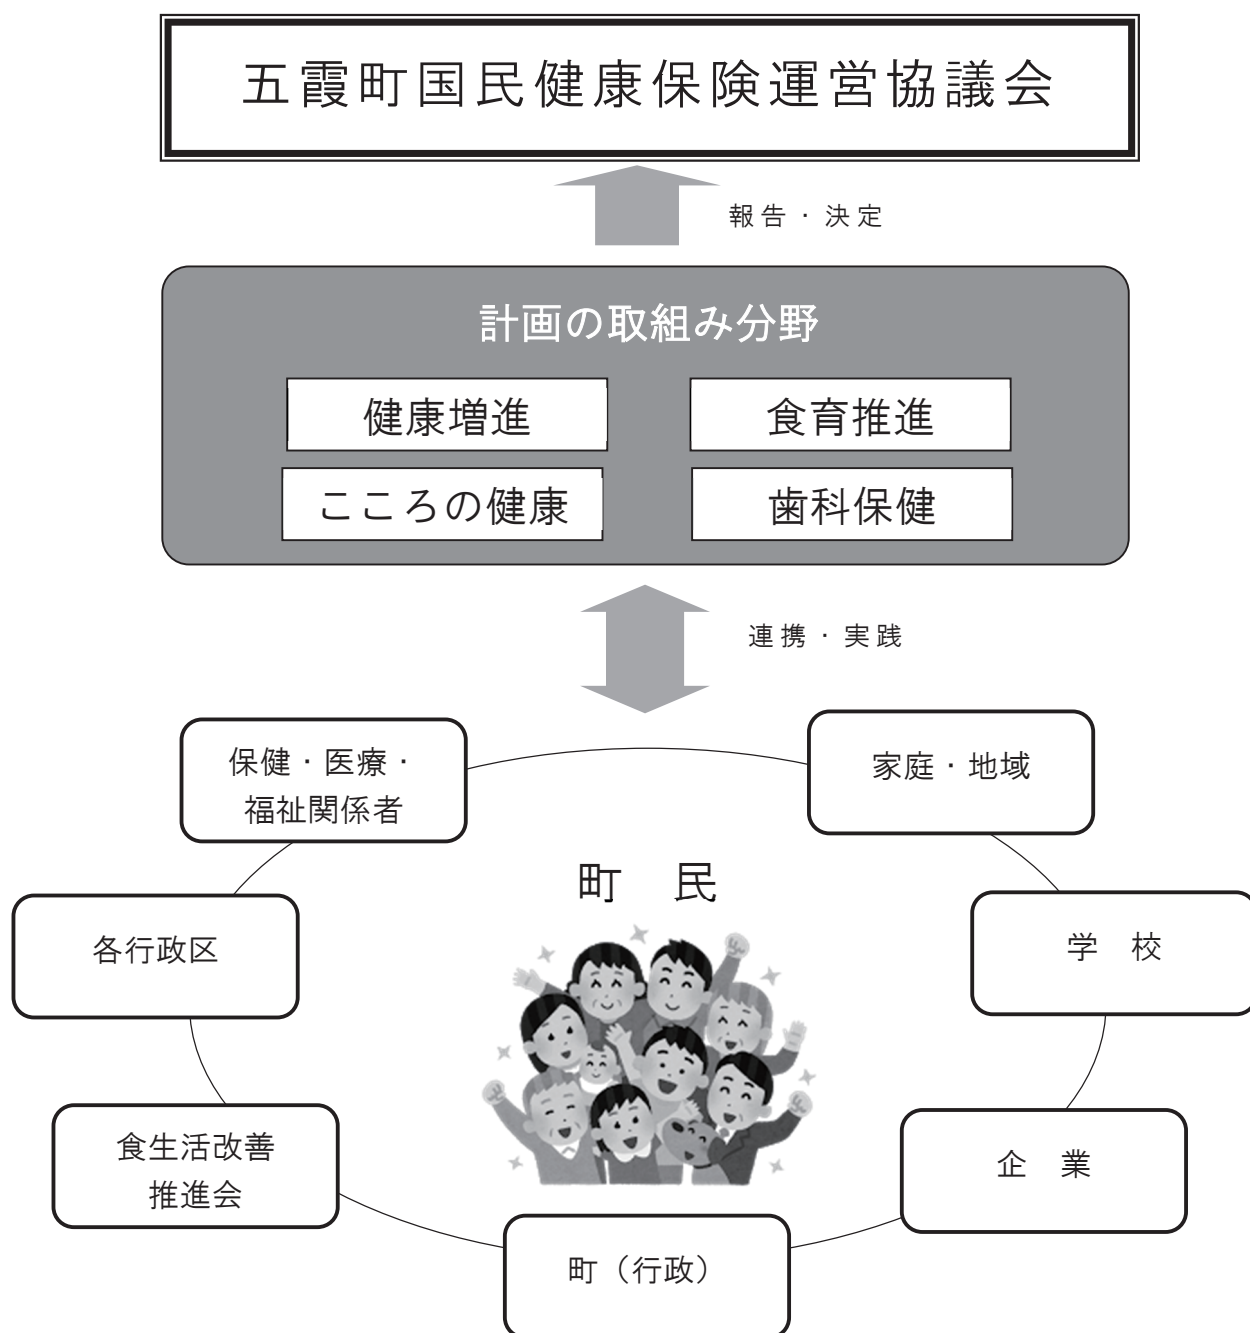 五霞町国民健康保険運営協議会
報告・決定
計画の取組み分野
健康増進
食育推進
こころの健康
歯科保健
連携・実践
保健・医療・
福祉関係者
家庭・地域
町　民
各行政区
学　校
食生活改善
推進会
企　業
町（行政）